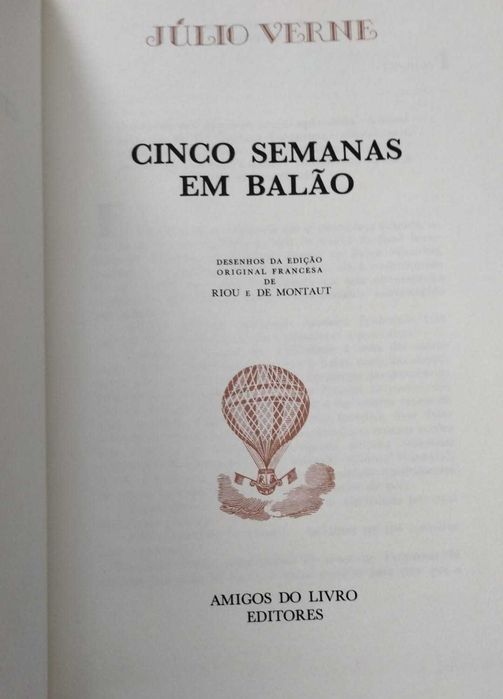 JÚLIO VERNE
CINCO SEMANAS
EM BALÃO
DESENHOS DA EDIÇÃO
ORIGINAL FRANCESA
DE
RIOU E DE MONTAUT
AMIGOS DO LIVRO
EDITORES